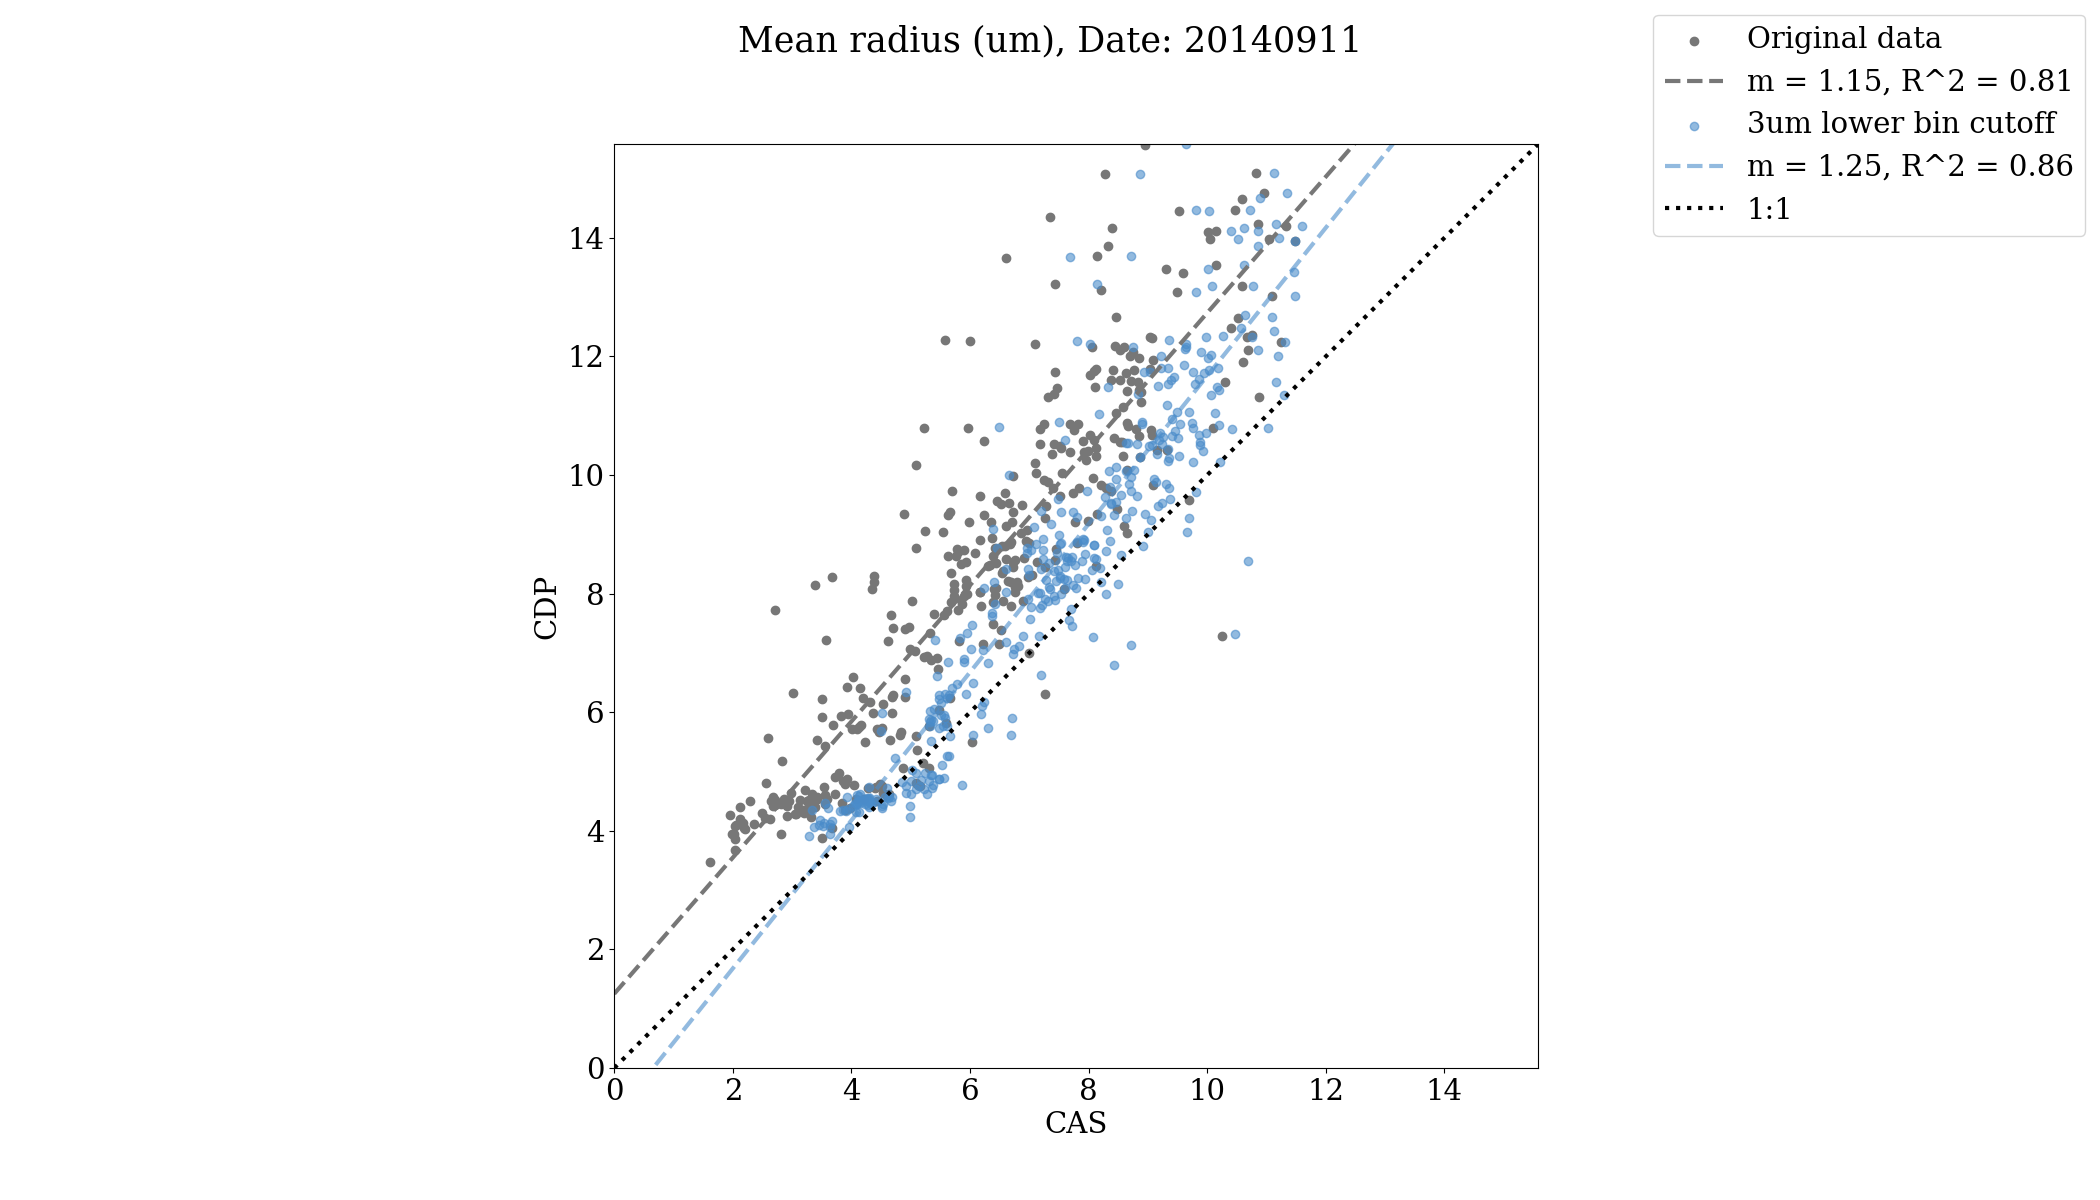 Mean radius (um), Date: 20140911
Original data
m = 1.15, R^2 = 0.81
3um lower bin cutoff
m = 1.25, R^2 = 0.86
1:1
14
12
10
8
6
4
2
0
CDP
0 2 4 6 8 10 12 14
CAS